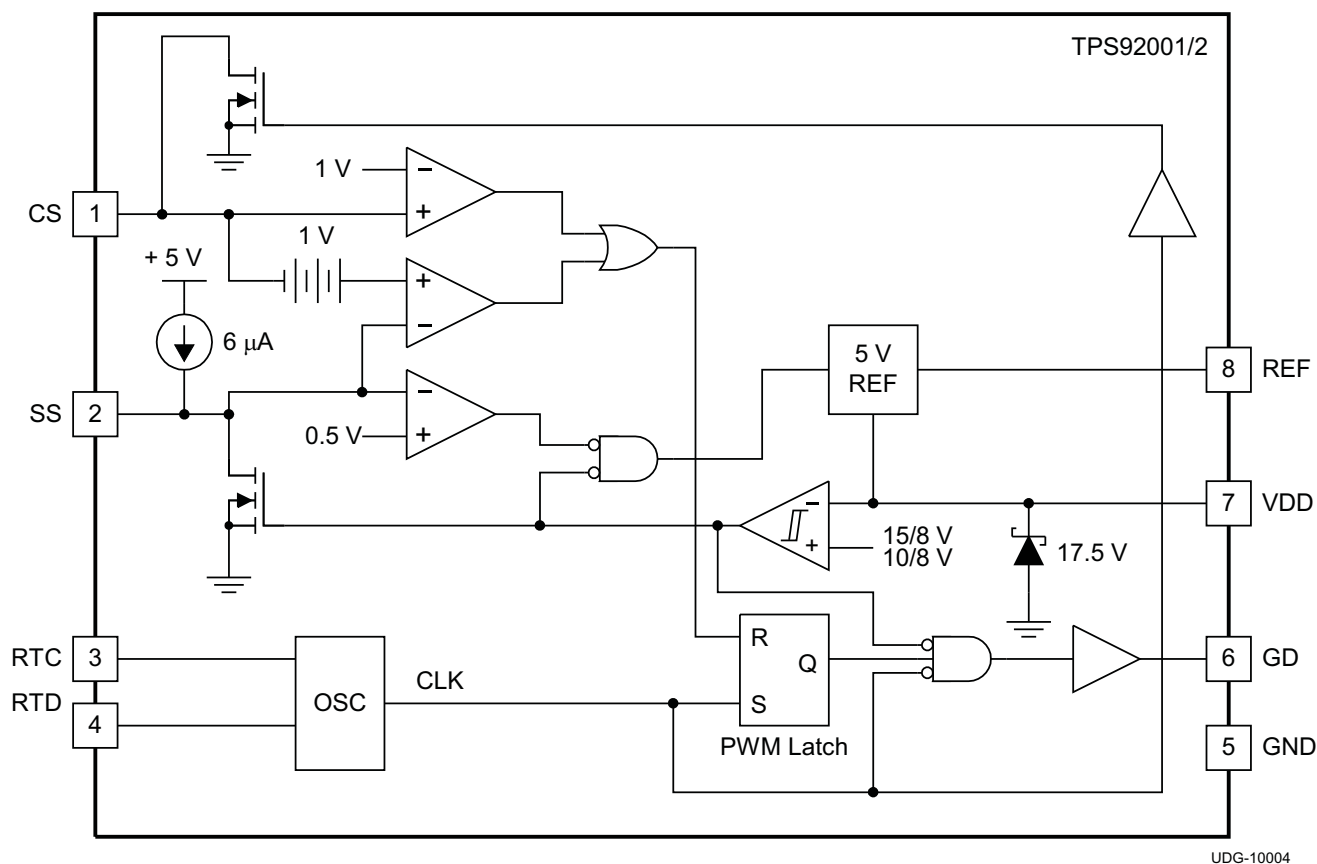 TPS92001/2
1 V
−
+
CS
1
1 V
+ 5 V
+
−
6 μA
5 V
REF
8
REF
SS
2
−
0.5 V
+
7
VDD
−
+
15/8 V
10/8 V
17.5 V
RTC
3
R
Q
6
GD
CLK
RTD
OSC
4
S
PWM Latch
5
GND
UDG-10004